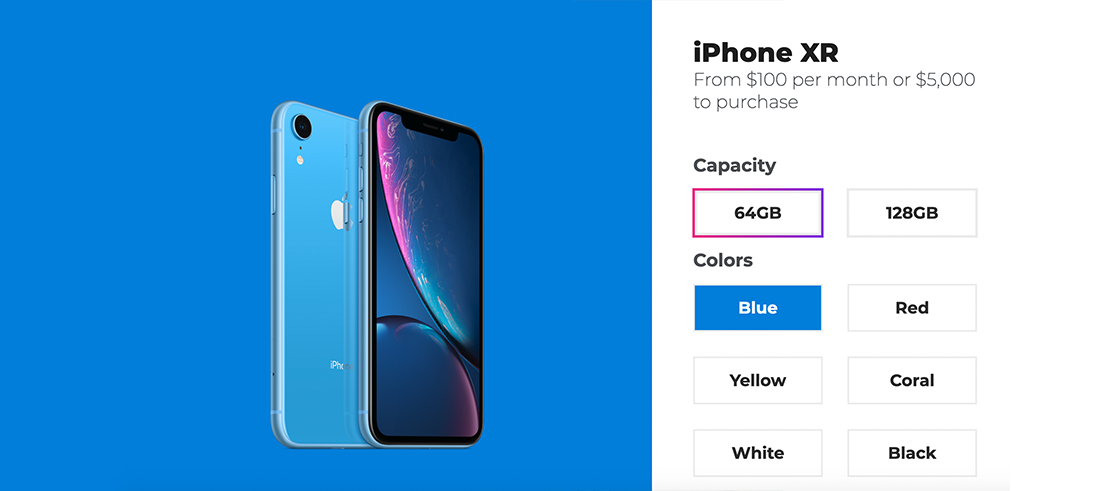 iPhone XR
From $100 per month or $5,000
to purchase
Capacity
64GB
128GB
Colors
Blue
Red
Yellow
Coral
White
Black